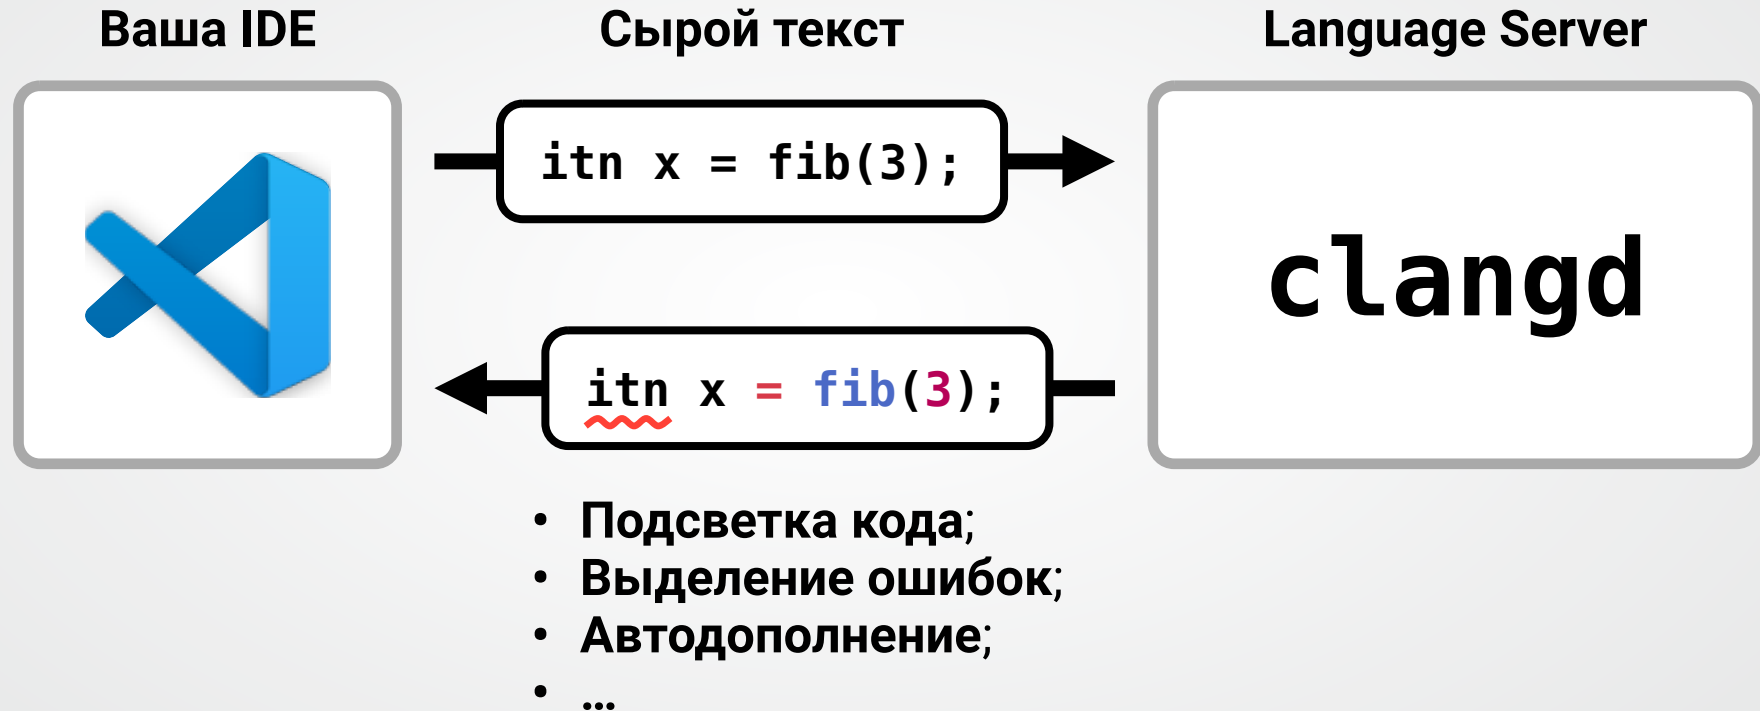 Ваша IDE
Сырой текст
Language Server
itn x = fib(3);
clangd
itn x = fib(3);
• Подсветка кода;
• Выделение ошибок;
• Автодополнение;
• ...